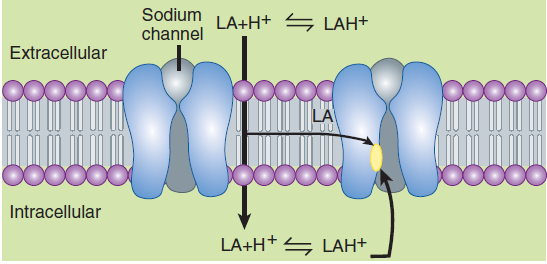 Sodium
channel
LA+H+ ⇋ LAH+
Extracellular
LA
Intracellular
LA+H+ ⇋ LAH+